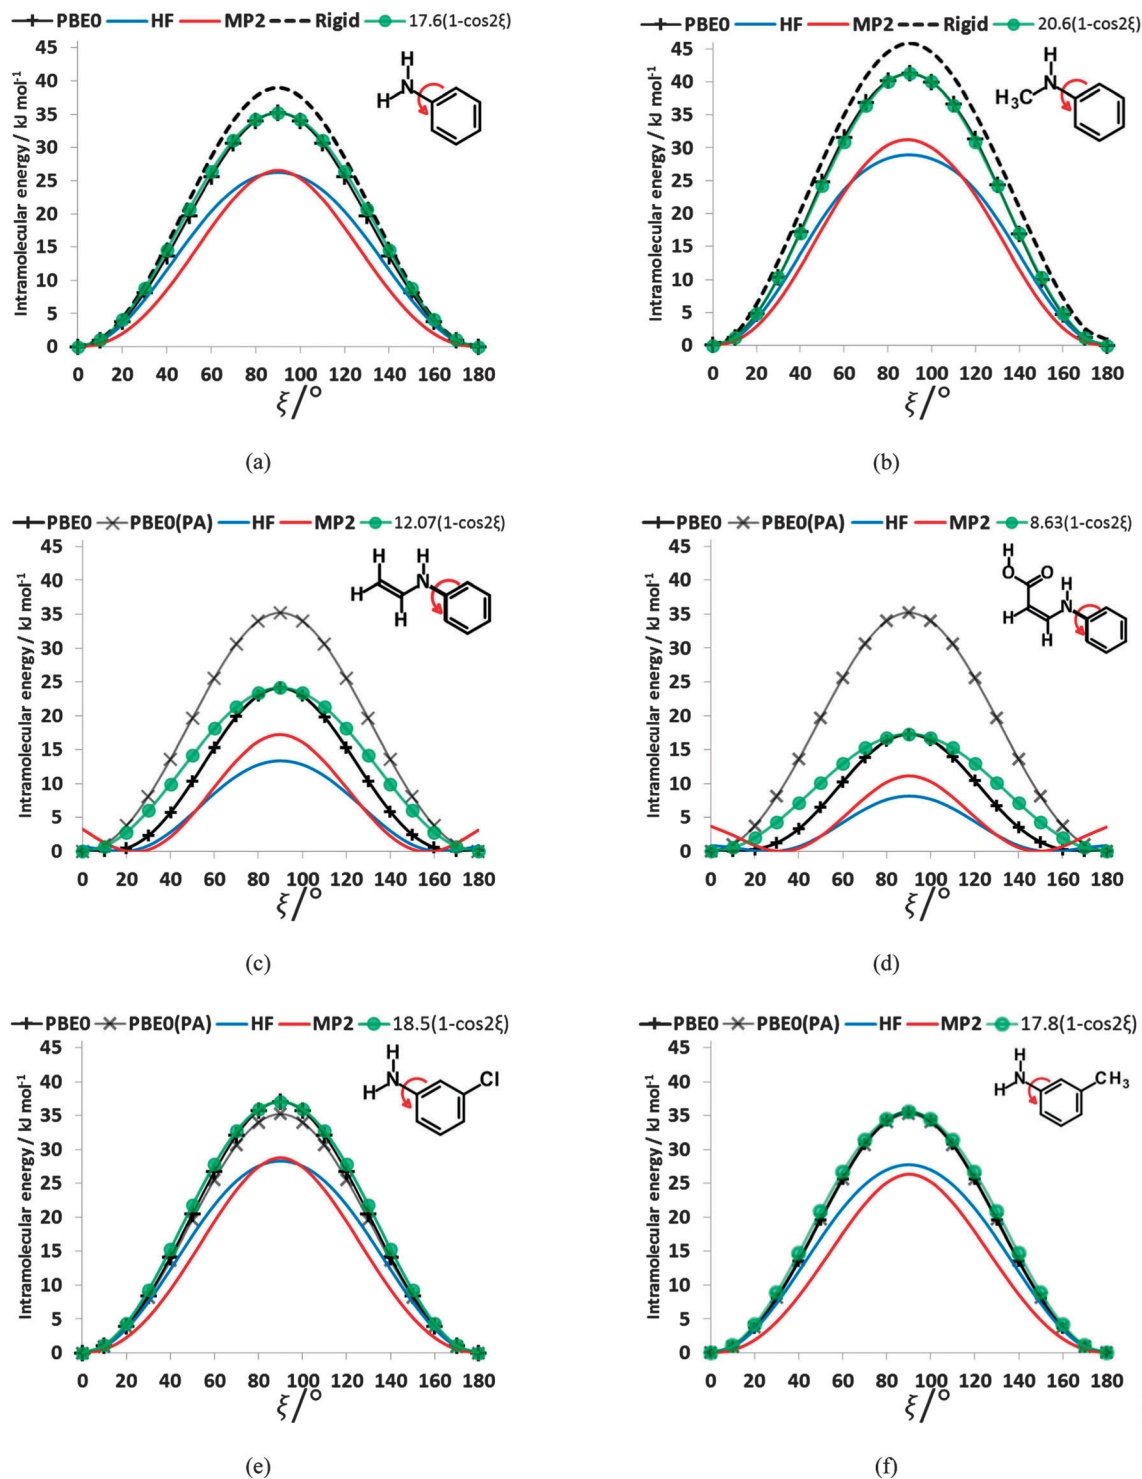 PBE0 HF MP2 Rigid 17.6(1-cos2ξ)
Intramolecular energy / kJ mol⁻¹
45
40
35
30
25
20
15
10
5
0
H
H N
0 20 40 60 80 100 120 140 160 180
ξ/°
(a)
PBE0 HF MP2 Rigid 20.6(1-cos2ξ)
Intramolecular energy / kJ mol⁻¹
45
40
35
30
25
20
15
10
5
0
H
N
H₃C
0 20 40 60 80 100 120 140 160 180
ξ/°
(b)
PBE0 PBE0(PA) HF MP2 12.07(1-cos2ξ)
Intramolecular energy / kJ mol⁻¹
45
40
35
30
25
20
15
10
5
0
H H
N
H
H
0 20 40 60 80 100 120 140 160 180
ξ/°
(c)
PBE0 PBE0(PA) HF MP2 8.63(1-cos2ξ)
Intramolecular energy / kJ mol⁻¹
45
40
35
30
25
20
15
10
5
0
H
O O
H
N
H
H
0 20 40 60 80 100 120 140 160 180
ξ/°
(d)
PBE0 PBE0(PA) HF MP2 18.5(1-cos2ξ)
Intramolecular energy / kJ mol⁻¹
45
40
35
30
25
20
15
10
5
0
H
H N Cl
0 20 40 60 80 100 120 140 160 180
ξ/°
(e)
PBE0 PBE0(PA) HF MP2 17.8(1-cos2ξ)
Intramolecular energy / kJ mol⁻¹
45
40
35
30
25
20
15
10
5
0
H
H N CH₃
0 20 40 60 80 100 120 140 160 180
ξ/°
(f)